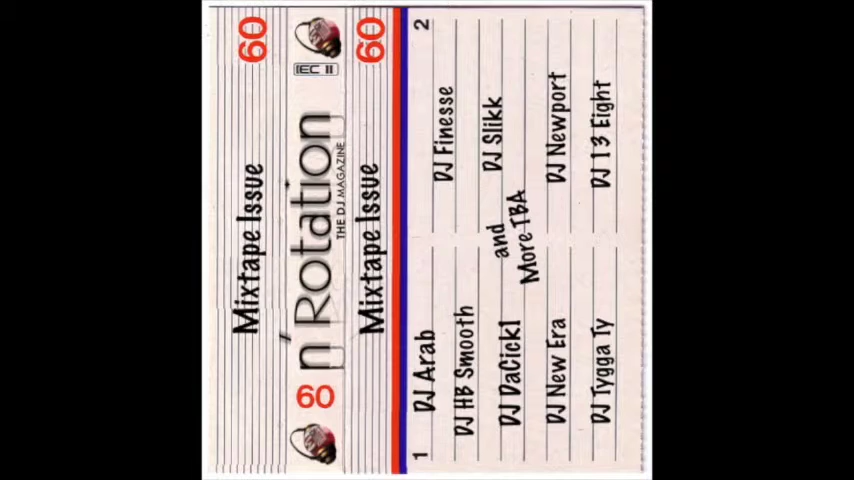 Mixtape Issue
60
60
n' Rotation
THE DJ MAGAZINE
IEC II
Mixtape Issue
60
1
2
DJ Arab
DJ Finesse
DJ HB Smooth
DJ Slikk
and
More TBA
DJ DaCick1
DJ New Era
DJ Newport
DJ Tygga Ty
DJ 13 Eight